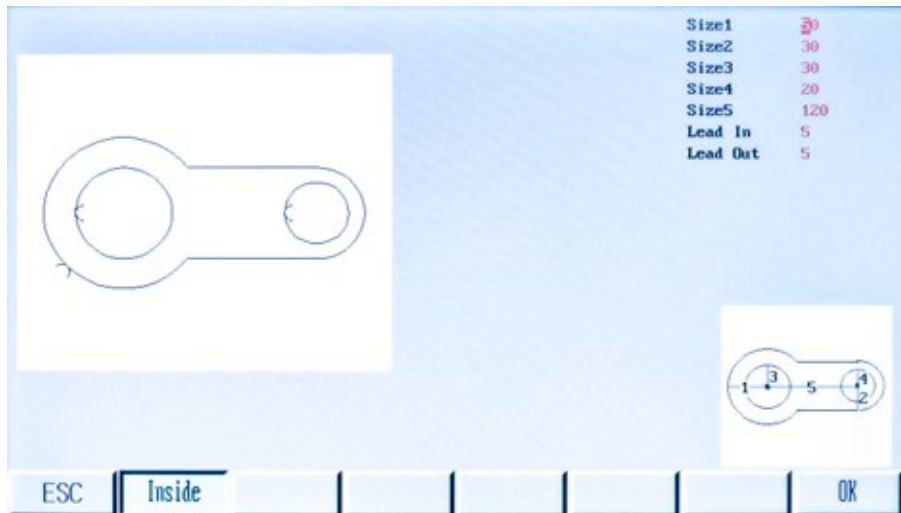 Size1 50
Size2 30
Size3 30
Size4 20
Size5 120
Lead In 5
Lead Out 5
1 3 5 4 2
ESC Inside OK